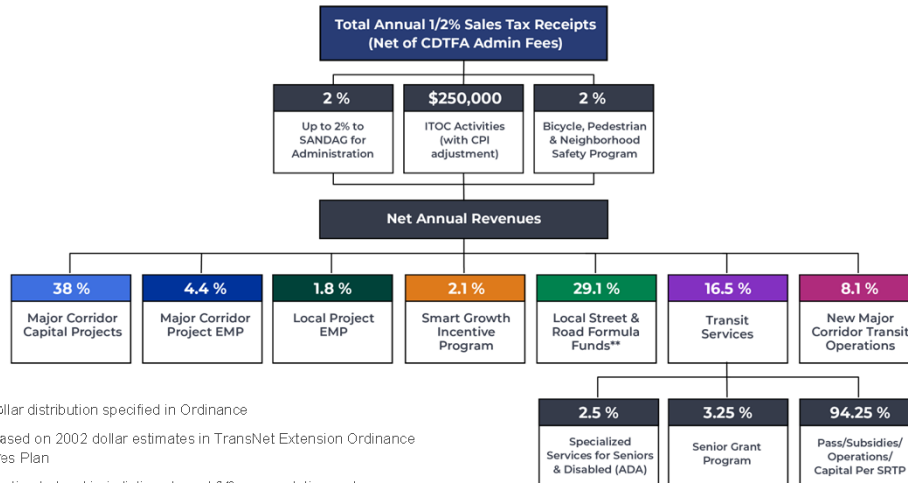 Total Annual 1/2% Sales Tax Receipts
(Net of CDTFA Admin Fees)
2 %
Up to 2% to
SANDAG for
Administration
$250,000
ITOC Activities
(with CPI
adjustment)
2 %
Bicycle, Pedestrian
& Neighborhood
Safety Program
Net Annual Revenues
38 %
Major Corridor
Capital Projects
4.4 %
Major Corridor
Project EMP
1.8 %
Local Project
EMP
2.1 %
Smart Growth
Incentive
Program
29.1 %
Local Street &
Road Formula
Funds**
16.5 %
Transit
Services
8.1 %
New Major
Corridor Transit
Operations
2.5 %
Specialized
Services for Seniors
& Disabled (ADA)
3.25 %
Senior Grant
Program
94.25 %
Pass/Subsidies/
Operations/
Capital Per SRTP
distribution specified in Ordinance
on 2002 dollar estimates in TransNet Extension Ordinance
Plan